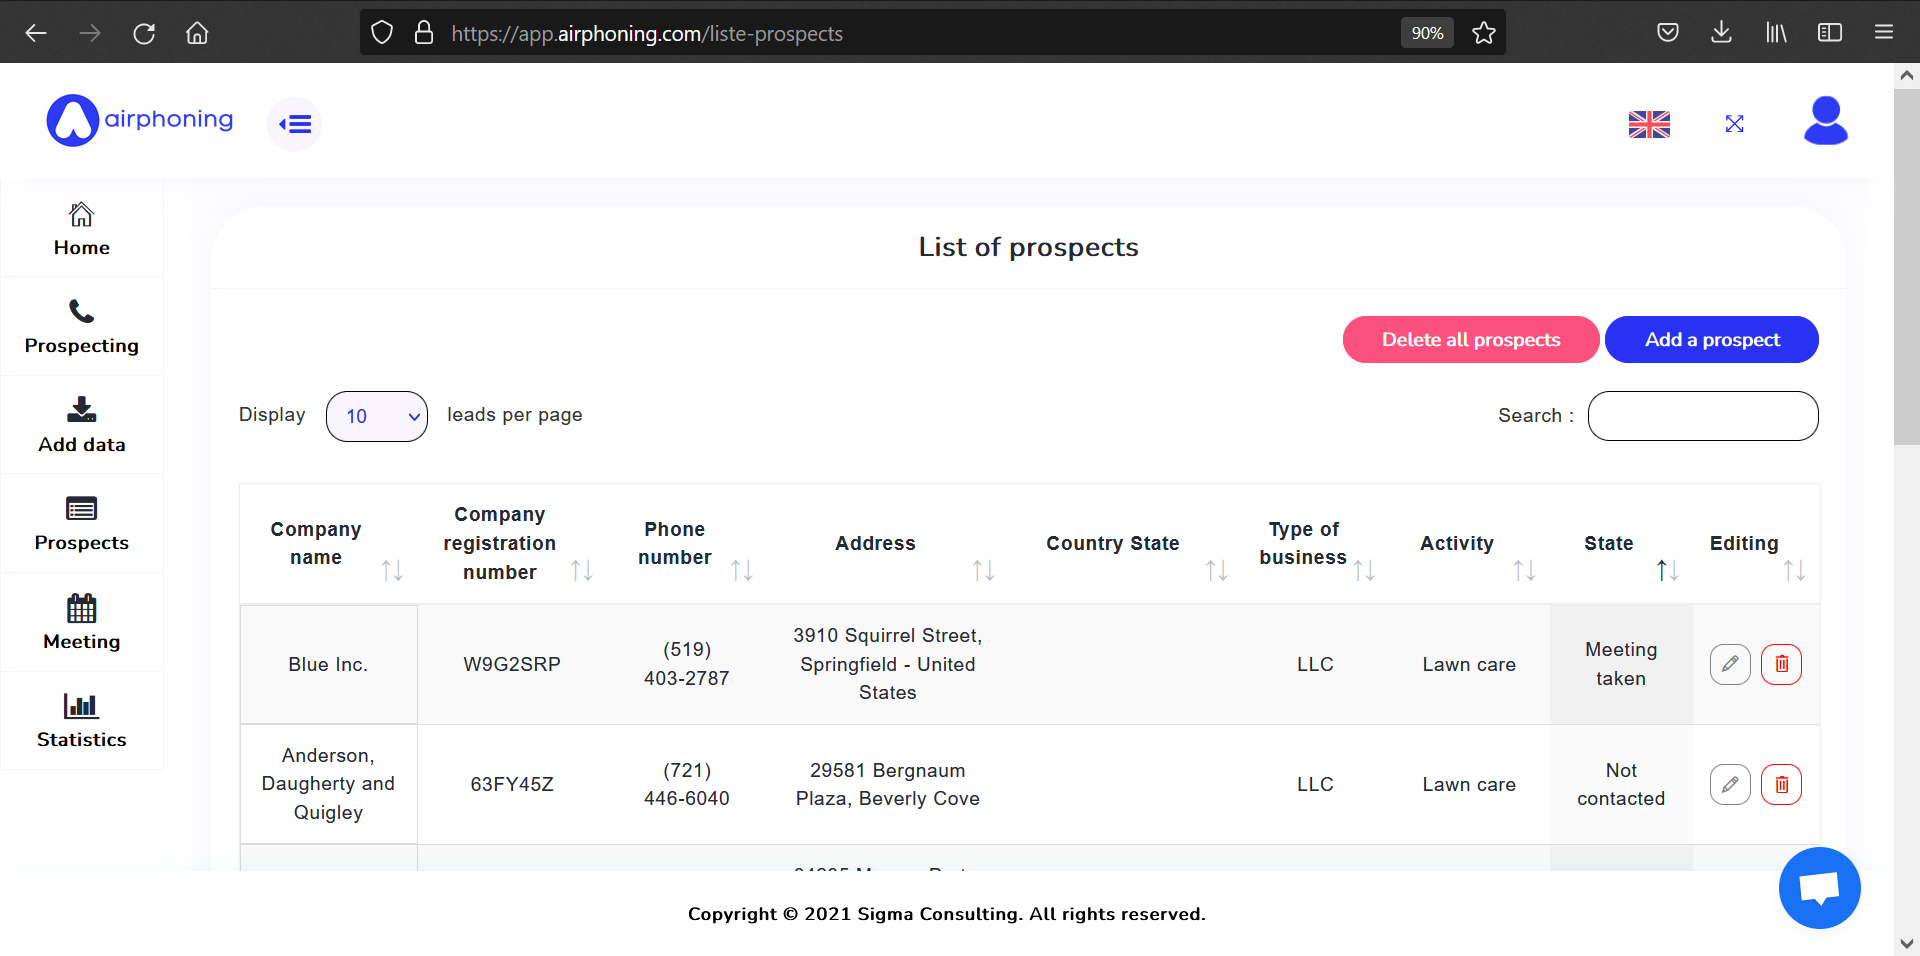 https://app.airphoning.com/liste-prospects
90%
airphoning
Home
Prospecting
Add data
Prospects
Meeting
Statistics
List of prospects
Delete all prospects
Add a prospect
Display 10 leads per page
Search :
Company name
Company registration number
Phone number
Address
Country State
Type of business
Activity
State
Editing
Blue Inc.
W9G2SRP
(519)
403-2787
3910 Squirrel Street,
Springfield - United
States
LLC
Lawn care
Meeting
taken
Anderson,
Daugherty and
Quigley
63FY45Z
(721)
446-6040
29581 Bergnaum
Plaza, Beverly Cove
LLC
Lawn care
Not
contacted
Copyright © 2021 Sigma Consulting. All rights reserved.